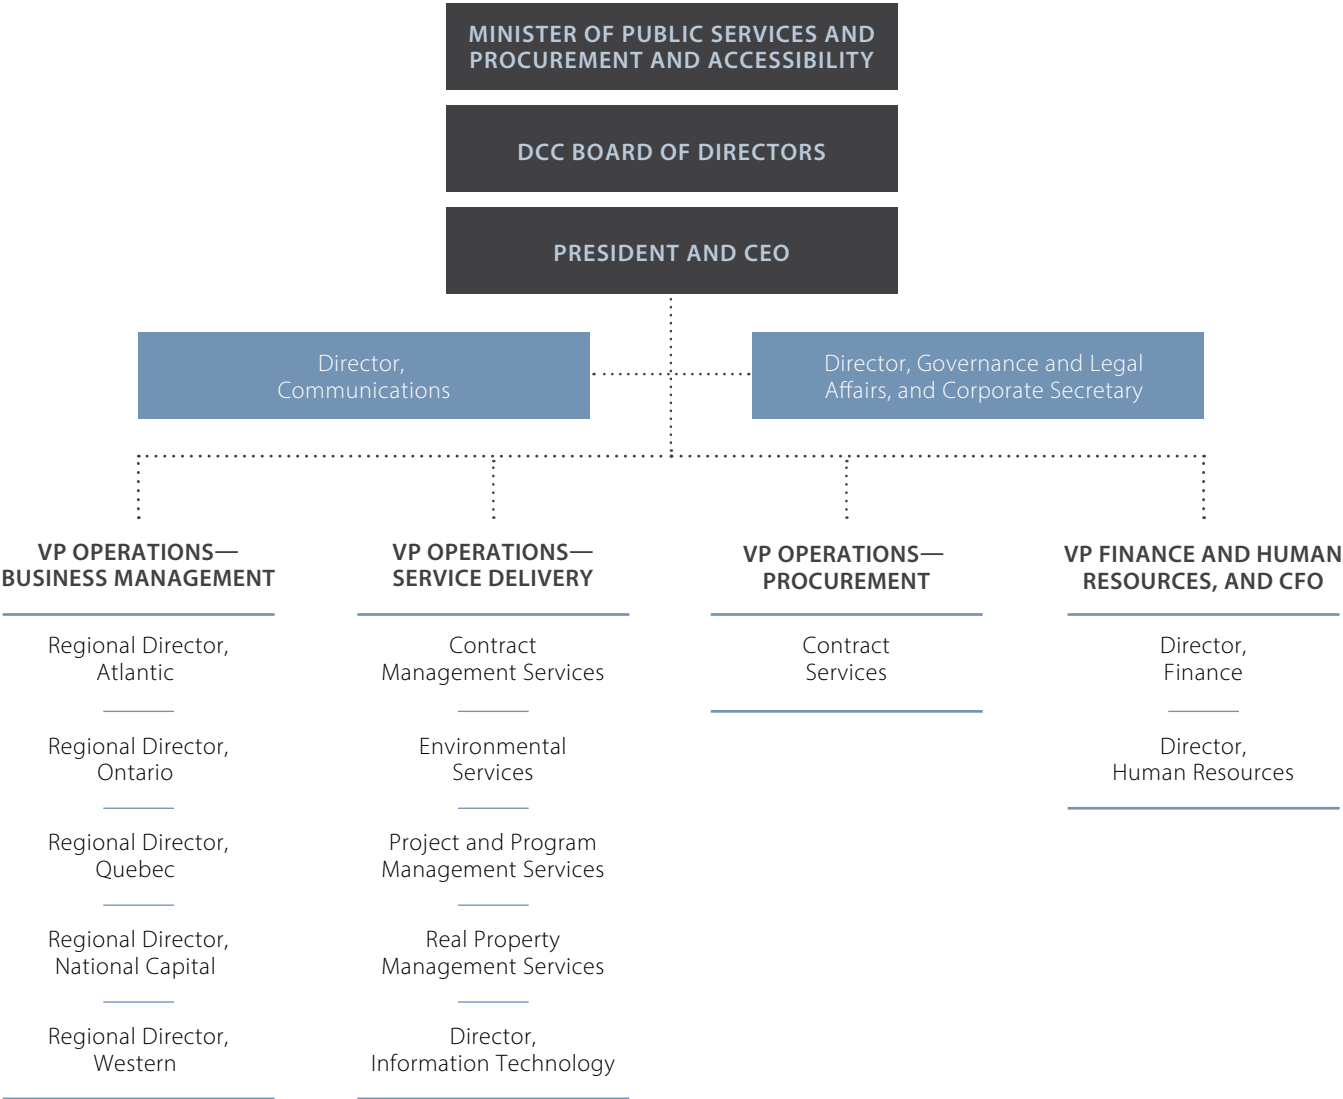 MINISTER OF PUBLIC SERVICES AND
PROCUREMENT AND ACCESSIBILITY
DCC BOARD OF DIRECTORS
PRESIDENT AND CEO
Director,
Communications
Director, Governance and Legal
Affairs, and Corporate Secretary
VP OPERATIONS—
BUSINESS MANAGEMENT
Regional Director,
Atlantic
Regional Director,
Ontario
Regional Director,
Quebec
Regional Director,
National Capital
Regional Director,
Western
VP OPERATIONS—
SERVICE DELIVERY
Contract
Management Services
Environmental
Services
Project and Program
Management Services
Real Property
Management Services
Director,
Information Technology
VP OPERATIONS—
PROCUREMENT
Contract
Services
VP FINANCE AND HUMAN
RESOURCES, AND CFO
Director,
Finance
Director,
Human Resources